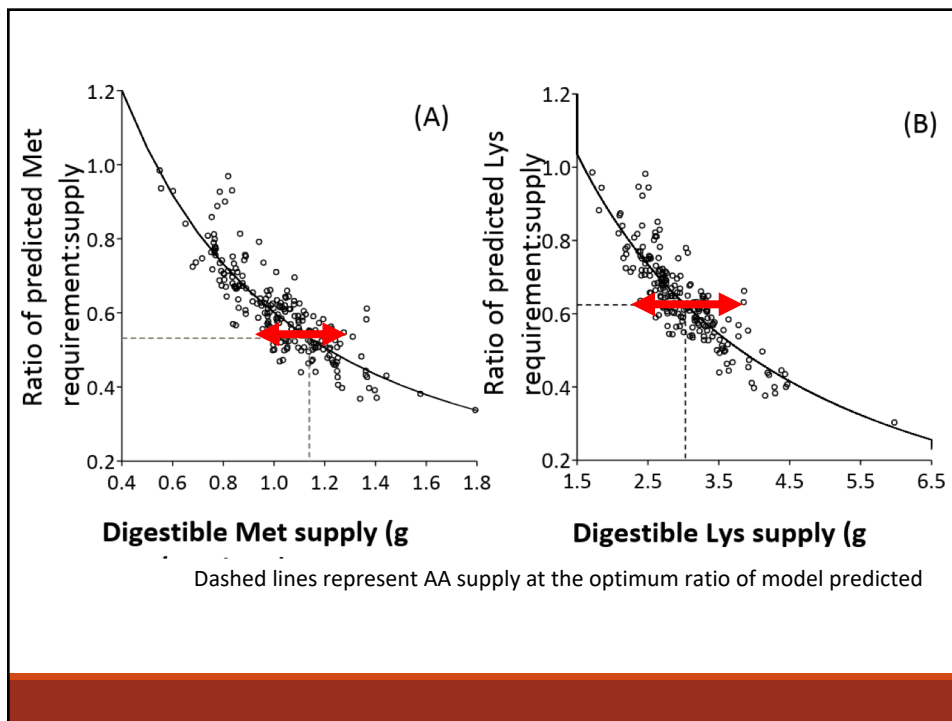 Ratio of predicted Met
requirement:supply
1.2
1.0
0.8
0.6
0.4
0.2
(A)
0.4 0.6 0.8 1.0 1.2 1.4 1.6 1.8
Digestible Met supply (g
Ratio of predicted Lys
requirement:supply
1.2
1.0
0.8
0.6
0.4
0.2
(B)
1.5 2.5 3.5 4.5 5.5 6.5
Digestible Lys supply (g
Dashed lines represent AA supply at the optimum ratio of model predicted